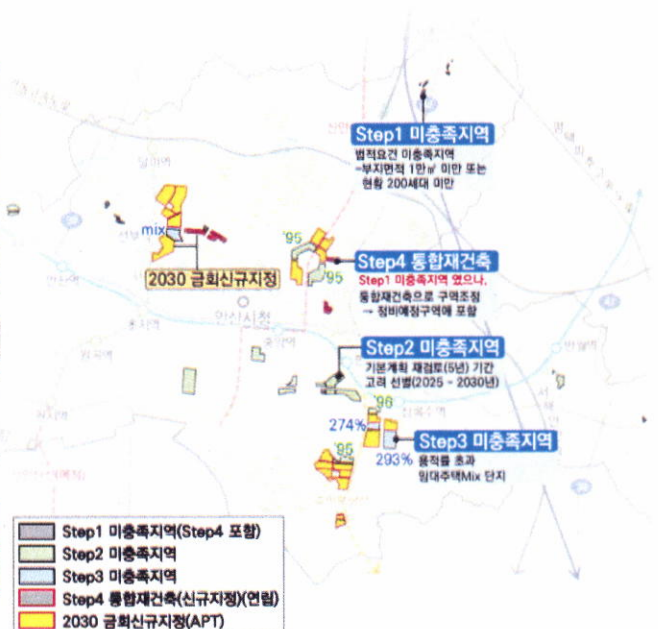 Step1 미충족지역
법적요건 미충족지역
-부지면적 1만㎡ 미만 또는
현황 200세대 미만
mix
2030 금회신규지정
'95
'95
Step4 통합재건축
Step1 미충족지역 였으나,
통합재건축으로 구역조정
→ 정비예정구역에 포함
안산시청
Step2 미충족지역
기본계획 재검토(5년) 기간
고려 선별(2025 - 2030년)
'96
274%
'95
293%
Step3 미충족지역
용적률 초과
임대주택Mix 단지
Step1 미충족지역(Step4 포함)
Step2 미충족지역
Step3 미충족지역
Step4 통합재건축(신규지정)(연립)
2030 금회신규지정(APT)